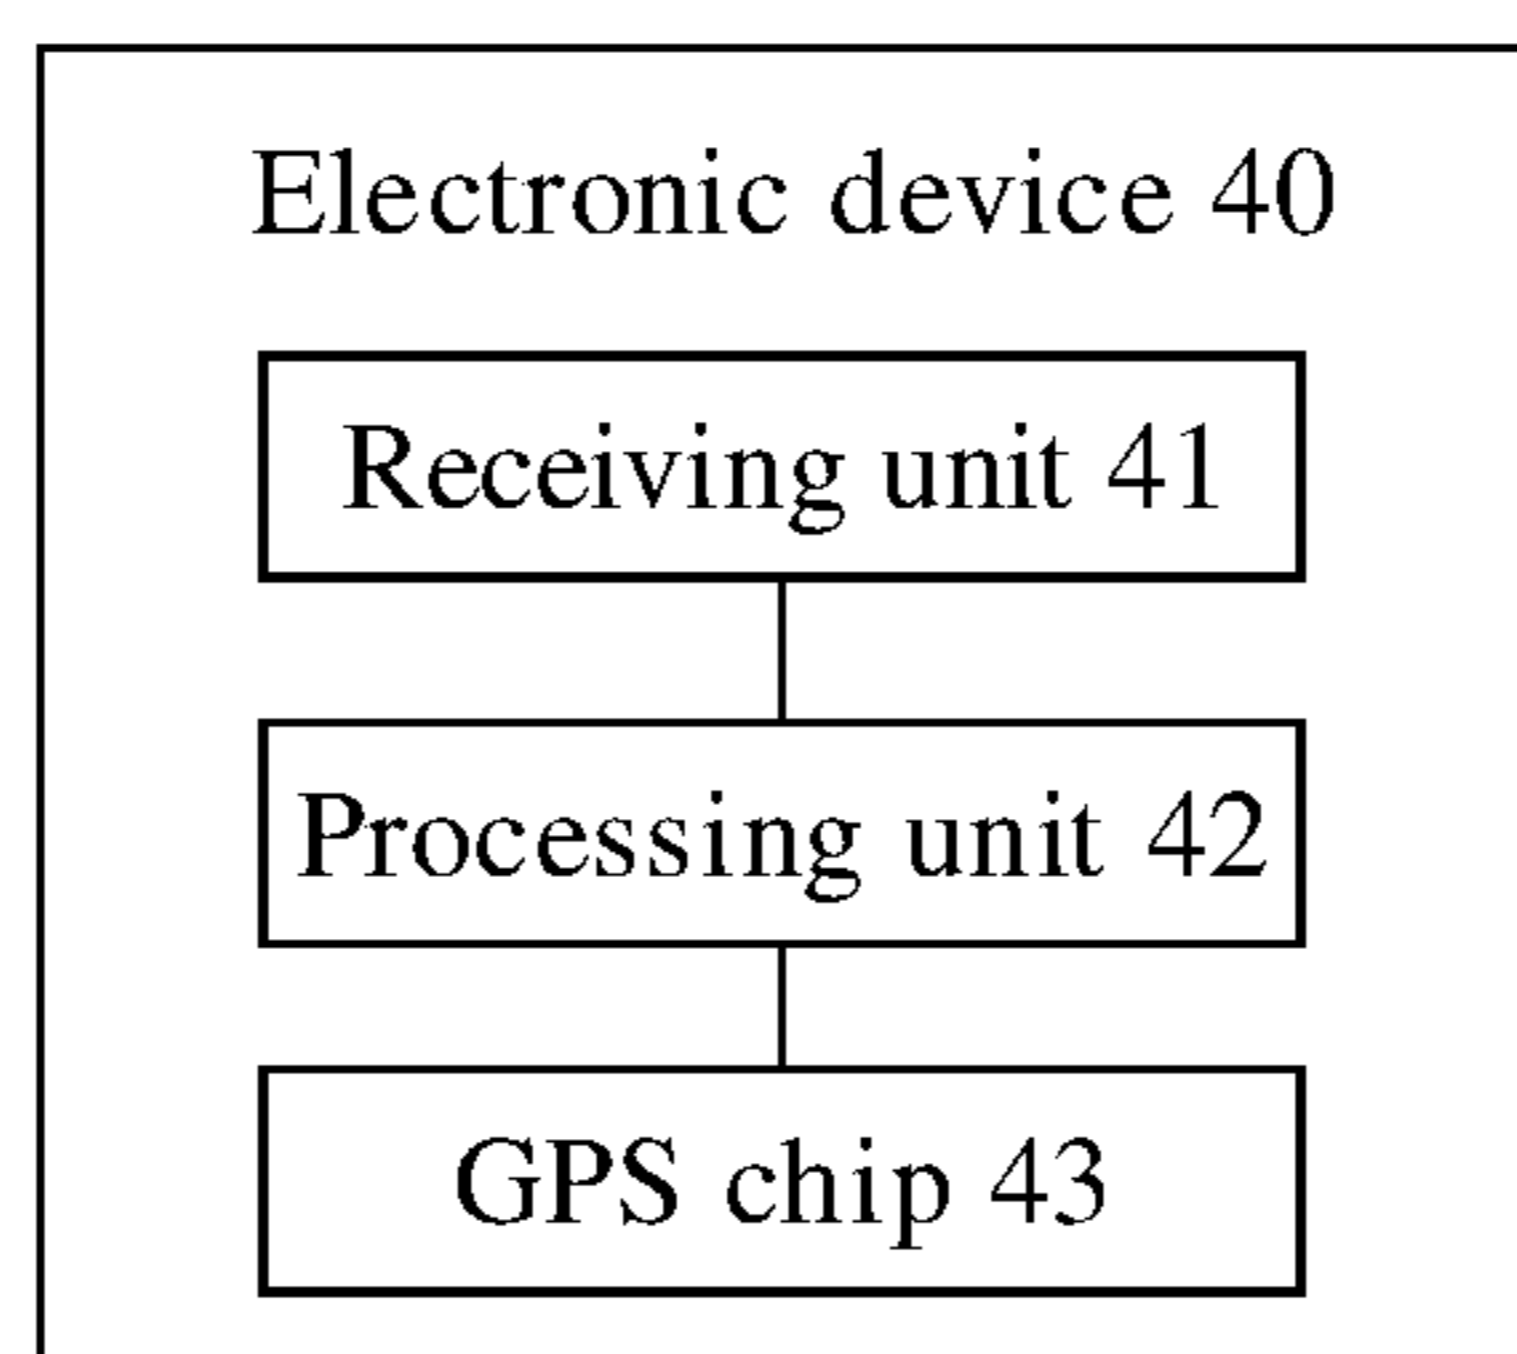 Electronic device 40
Receiving unit 41
Processing unit 42
GPS chip 43